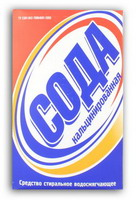 СОДА
кальцинированная
Средство стиральное водосмягчающее